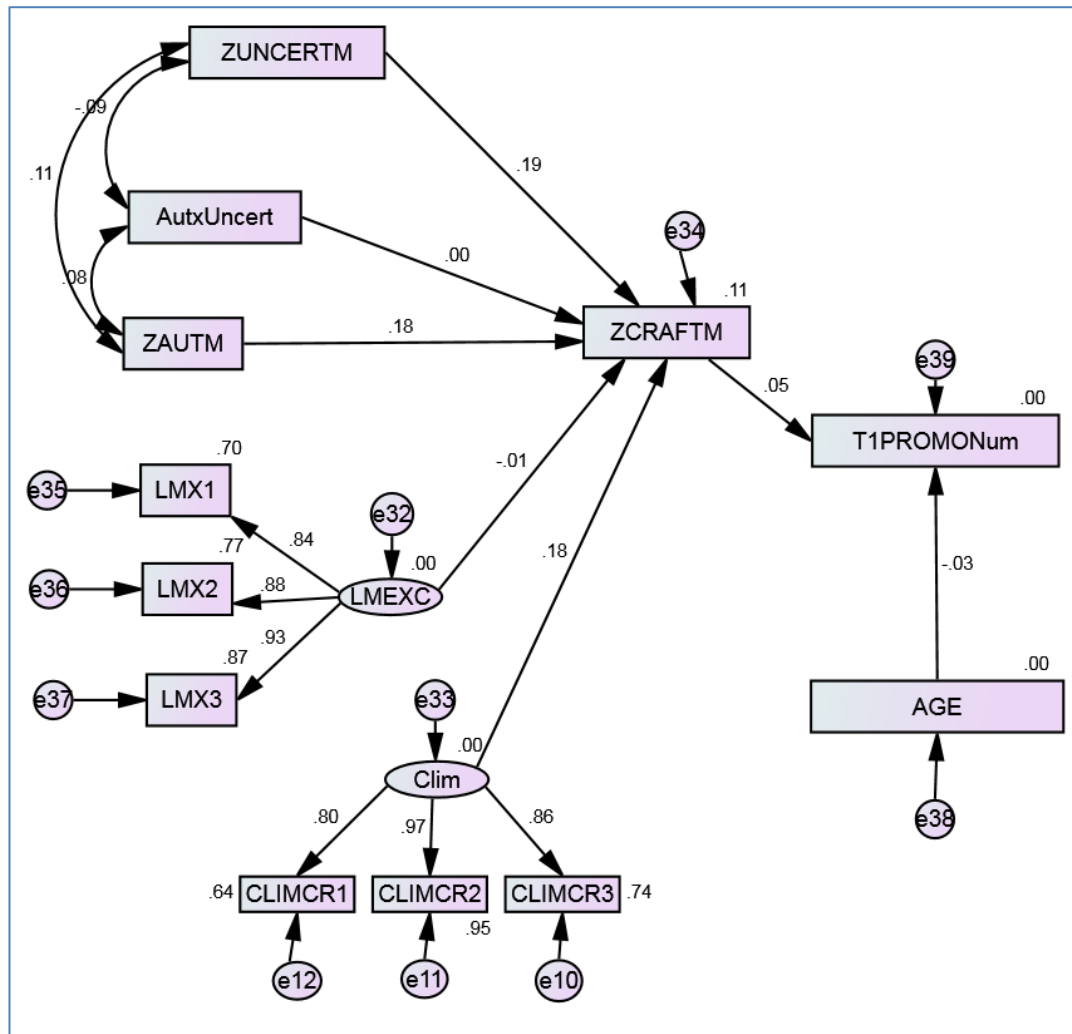 ZUNCERTM
-.09
.11
.19
AutxUncert
.00
e34
.08
ZAUTM
.18
.11
ZCRAFTM
e39
.05
.00
T1PROMONum
.70
-.01
e35
LMX1
e32
.84
.77
.00
.18
-.03
e36
LMX2
.88
LMEXC
.93
.87
.00
e37
LMX3
e33
AGE
.00
Clim
.80
.97
.86
e38
.64
CLIMCR1
CLIMCR2
CLIMCR3
.74
.95
e12
e11
e10